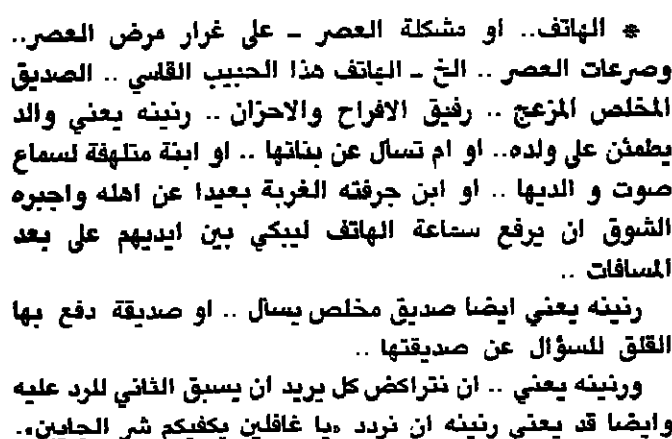 * الهاتف.. او مشكلة العصر ـ على غرار مرض العصر..
وصرعات العصر .. الخ ـ الهاتف هذا الحبيب القاسي .. الصديق
المخلص المزعج .. رفيق الافراح والاحزان .. رنينه يعني والد
يطمئن على ولده.. او ام تسأل عن بناتها .. او ابنة متلهفة لسماع
صوت و الديها .. او ابن جرفته الغربة بعيدا عن اهله واجبره
الشوق ان يرفع سماعة الهاتف ليبكي بين ايديهم على بعد
المسافات ..
رنينه يعني ايضا صديق مخلص يسأل .. او صديقة دفع بها
القلق للسؤال عن صديقتها ..
ورنينه يعني .. ان نتراكض كل يريد ان يسبق الثاني للرد عليه
وايضا قد يعني رنينه ان نردد «يا غافلين يكفيكم شر الجايين».